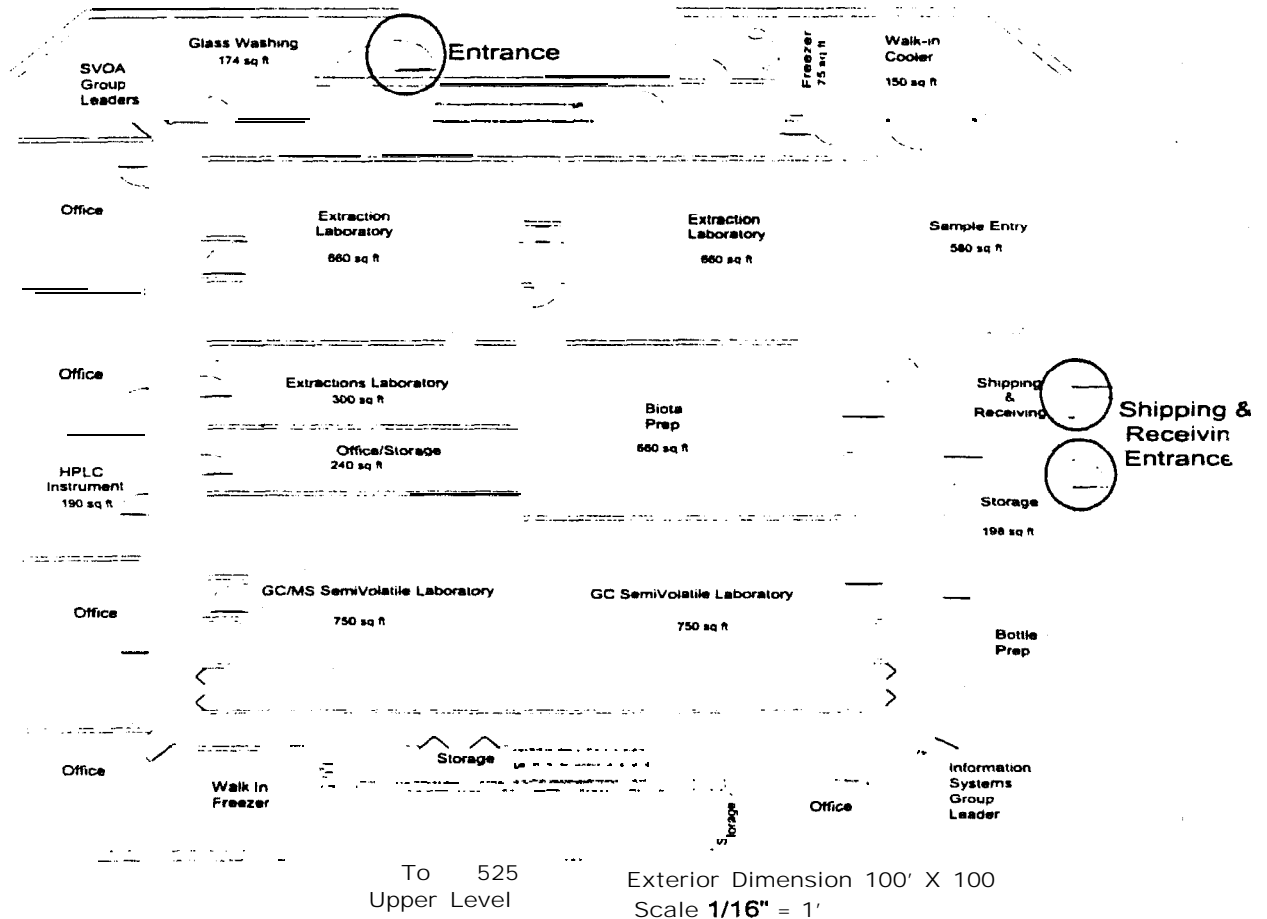 Glass Washing
174 sq ft
Entrance
Freezer
75 sq ft
Walk-in
Cooler
150 sq ft
SVOA
Group
Leaders
Office
Extraction
Laboratory
660 sq ft
Extraction
Laboratory
660 sq ft
Sample Entry
580 sq ft
Office
Extractions Laboratory
300 sq ft
Biota
Prep
660 sq ft
Shipping
&
Receiving
Shipping &
Receivin
Entrance
Office/Storage
240 sq ft
HPLC
Instrument
190 sq ft
Storage
198 sq ft
Office
GC/MS SemiVolatile Laboratory
750 sq ft
GC SemiVolatile Laboratory
750 sq ft
Bottle
Prep
Office
Walk In
Freezer
Storage
Storage
Office
Information
Systems
Group
Leader
To 525
Upper Level
Exterior Dimension 100' X 100
Scale 1/16" = 1'